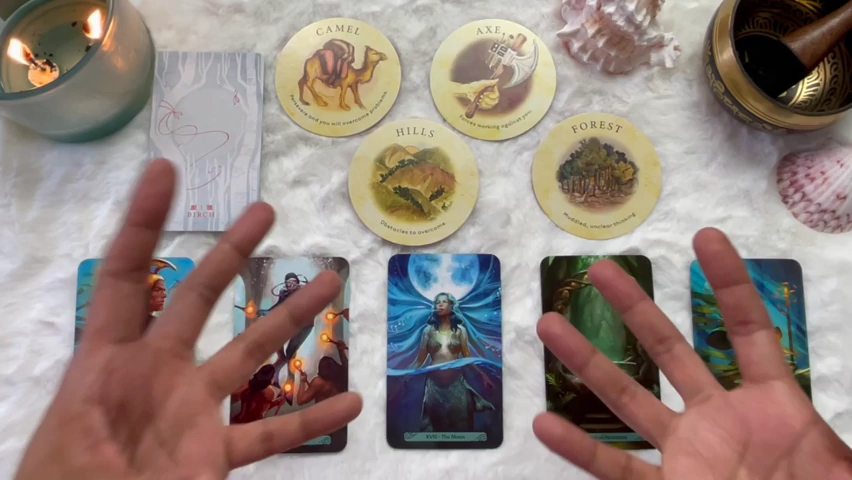 CAMEL
Persevere and you will overcome problems
AXE
Forces working against you.
HILLS
Obstacles to overcome
FOREST
Muddled, unclear thinking
BIRCH
XVIII - The Moon